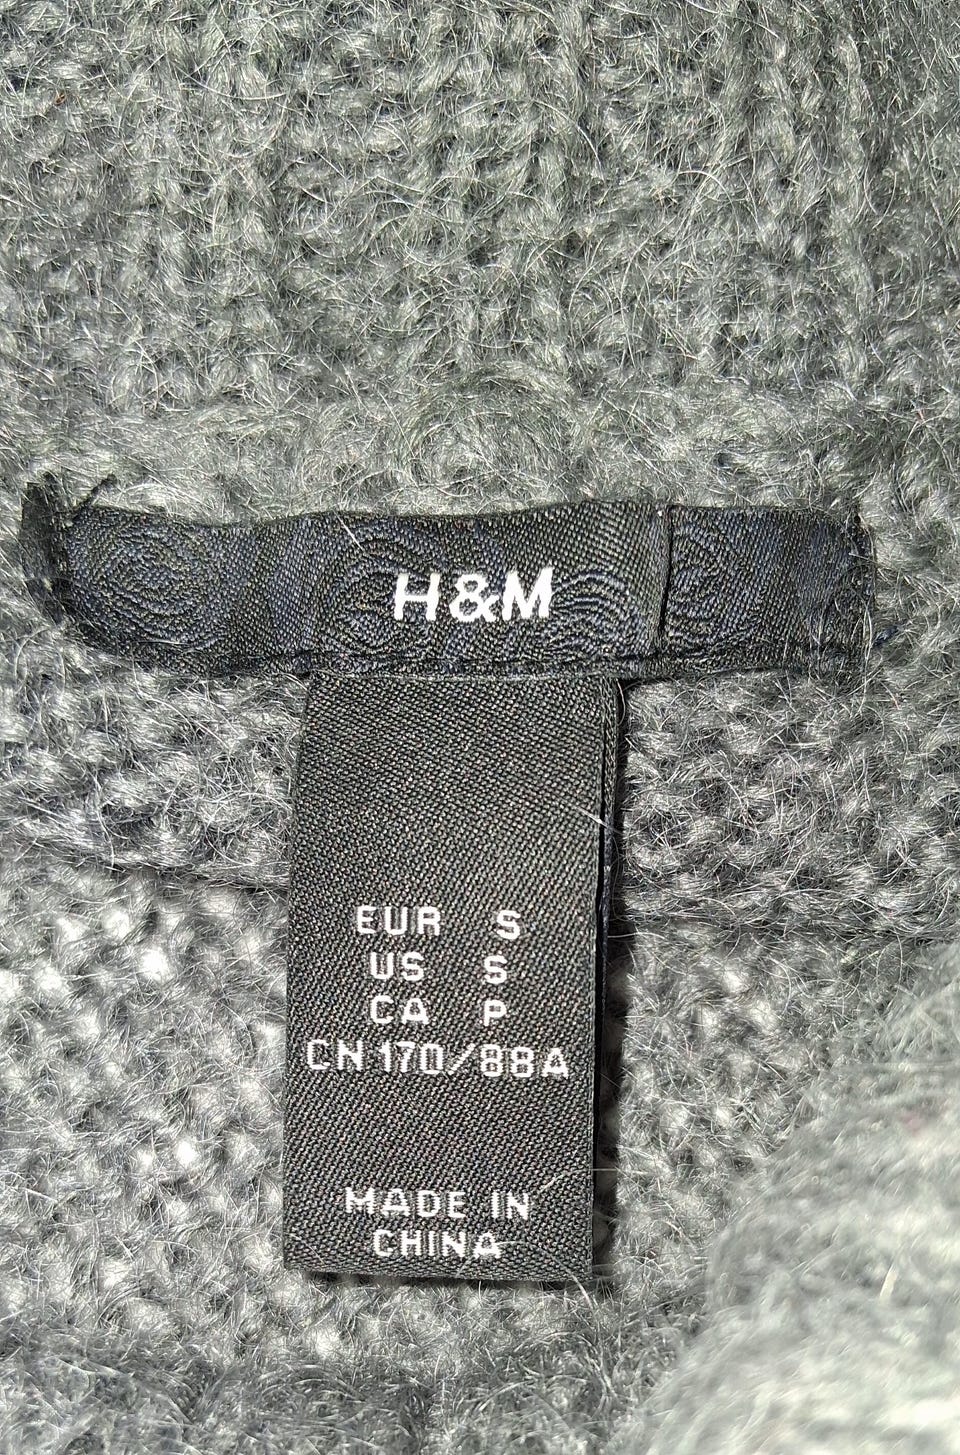 H&M
EUR S
US S
CA P
CN 170/88A
MADE IN
CHINA